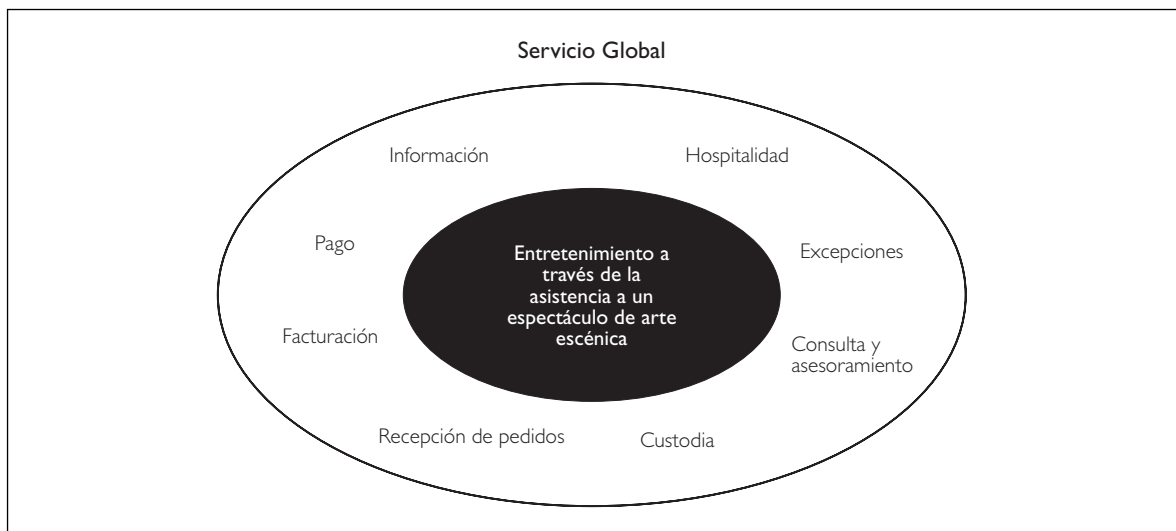 Servicio Global
Información
Hospitalidad
Pago
Entretenimiento a
través de la
asistencia a un
espectáculo de arte
escénica
Excepciones
Facturación
Consulta y
asesoramiento
Recepción de pedidos
Custodia